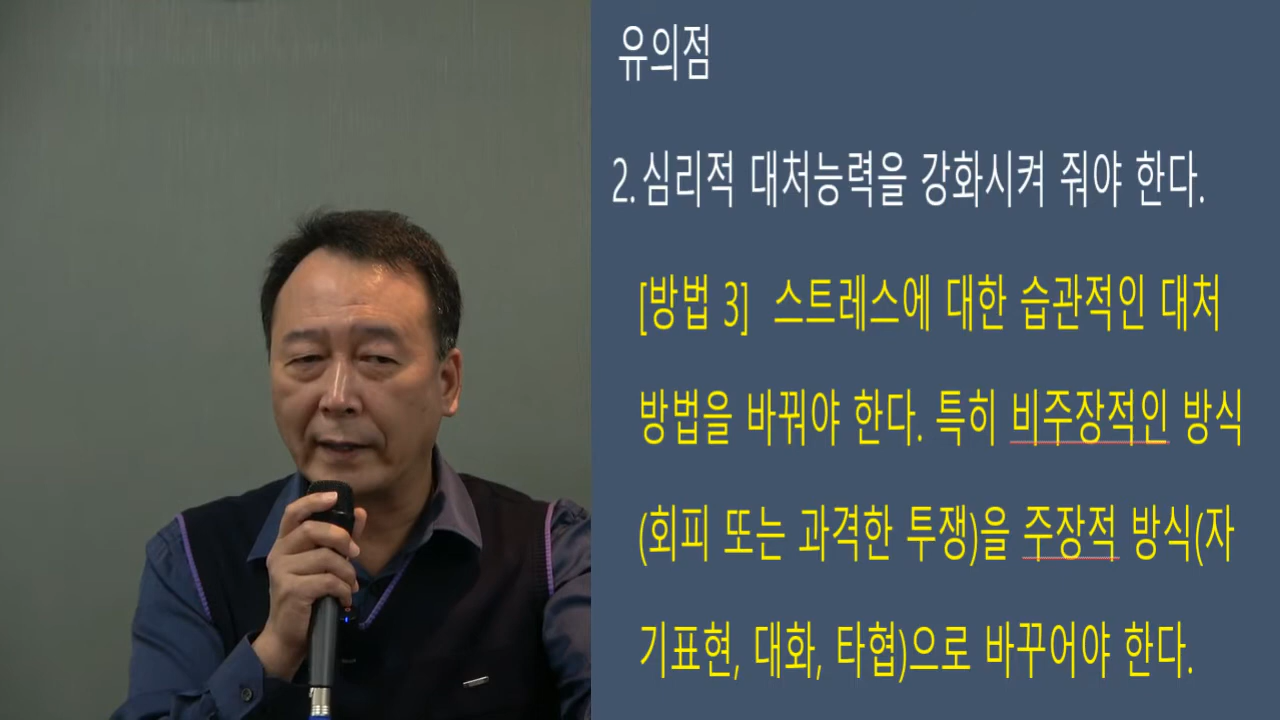 유의점
2. 심리적 대처능력을 강화시켜 줘야 한다.
[방법 3] 스트레스에 대한 습관적인 대처
방법을 바꿔야 한다. 특히 비주장적인 방식
(회피 또는 과격한 투쟁)을 주장적 방식(자
기표현, 대화, 타협)으로 바꾸어야 한다.